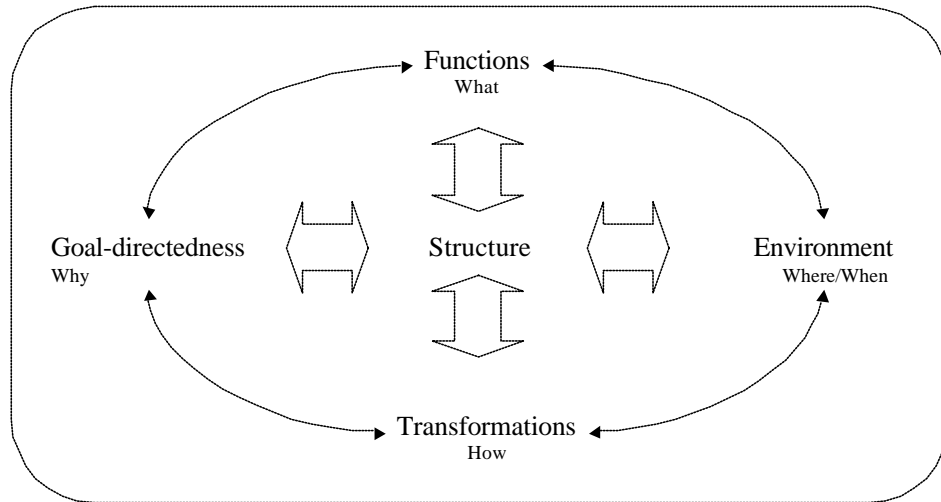 Functions
What
Goal-directedness
Why
Structure
Environment
Where/When
Transformations
How